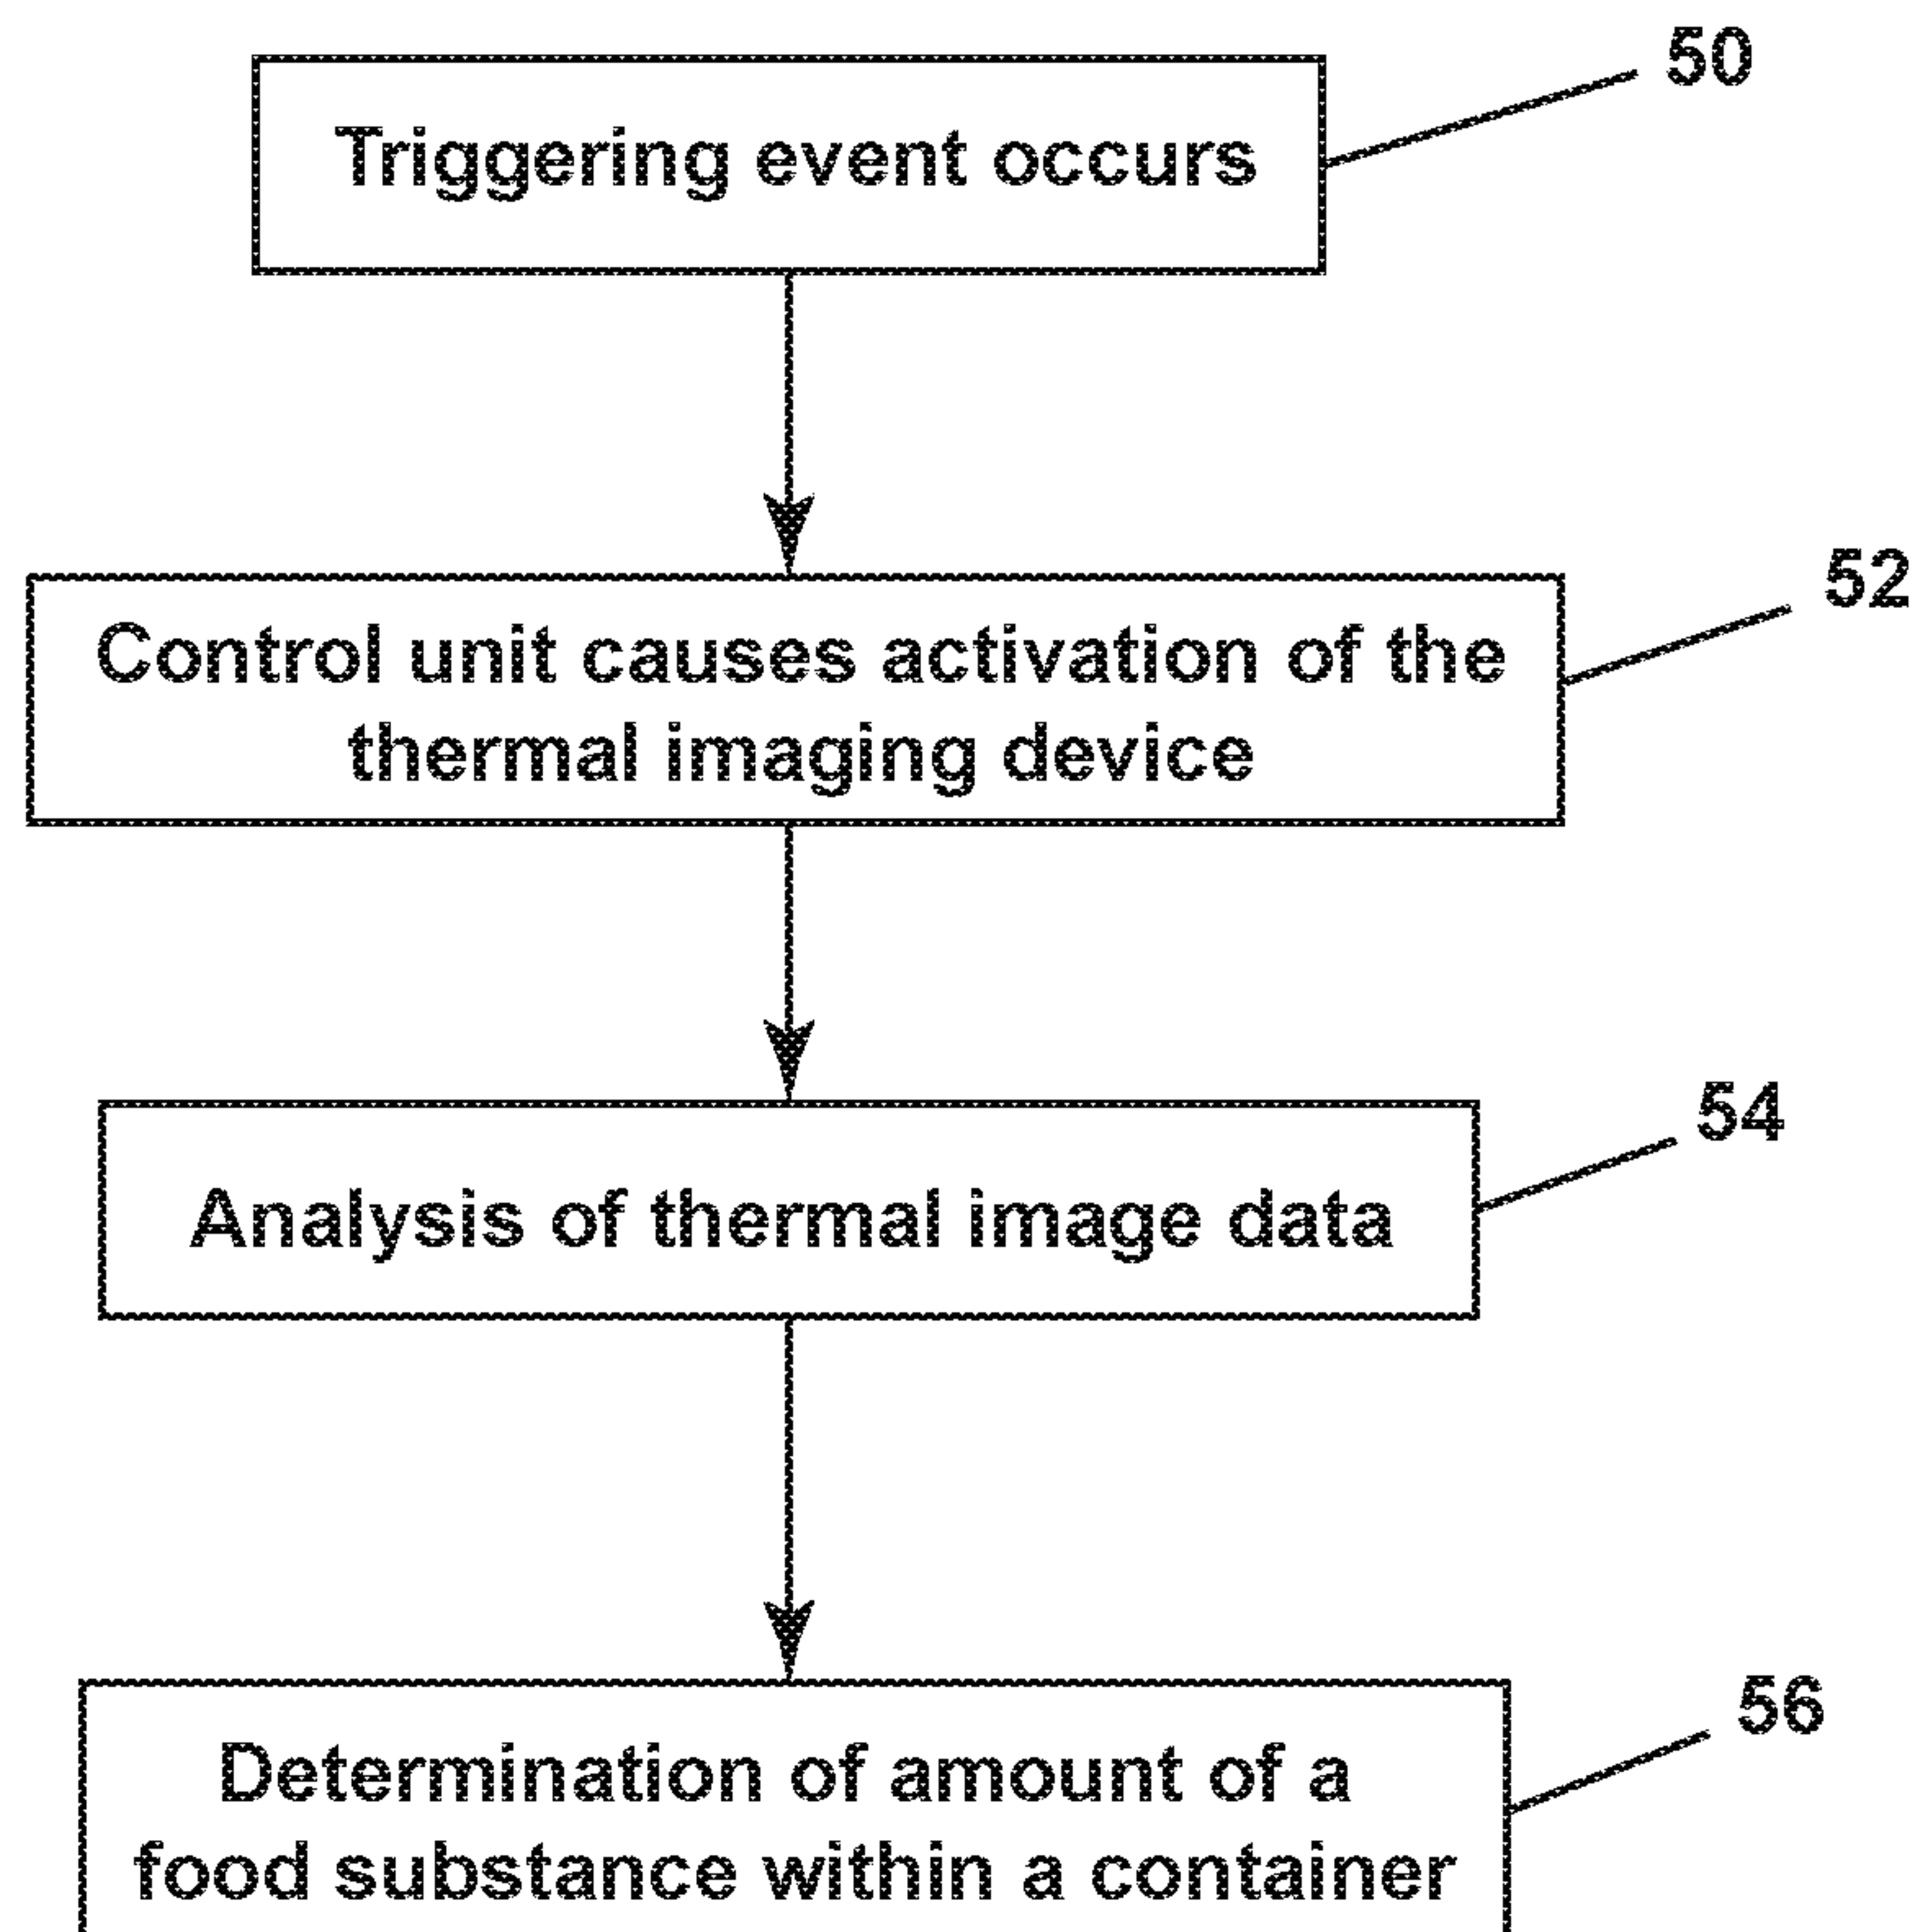 50
Triggering event occurs
52
Control unit causes activation of the
thermal imaging device
54
Analysis of thermal image data
56
Determination of amount of a
food substance within a container